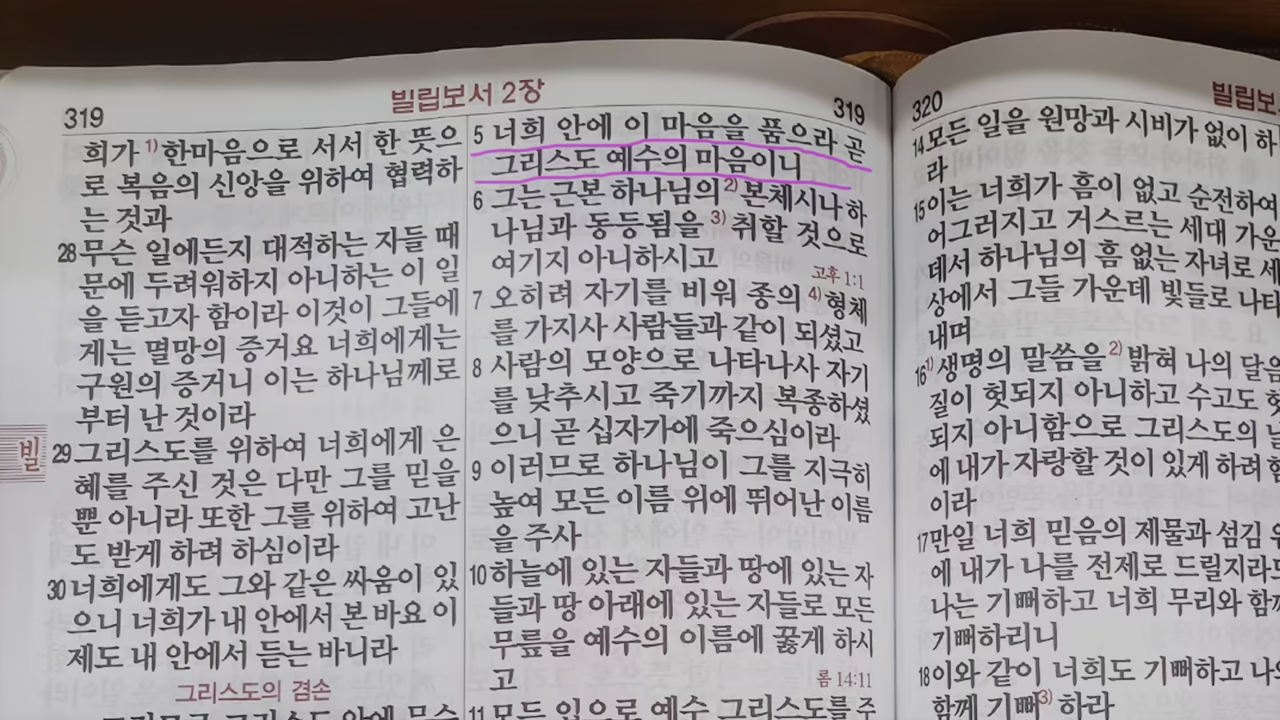 319
빌립보서 2장
319
희가 1)한마음으로 서서 한 뜻으
로 복음의 신앙을 위하여 협력하
는 것과
28무슨 일에든지 대적하는 자들 때
문에 두려워하지 아니하는 이 일
을 듣고자 함이라 이것이 그들에
게는 멸망의 증거요 너희에게는
구원의 증거니 이는 하나님께로
부터 난 것이라
빌
29그리스도를 위하여 너희에게 은
혜를 주신 것은 다만 그를 믿을
뿐 아니라 또한 그를 위하여 고난
도 받게 하려 하심이라
30너희에게도 그와 같은 싸움이 있
으니 너희가 내 안에서 본 바요 이
제도 내 안에서 듣는 바니라
그리스도의 겸손
5 너희 안에 이 마음을 품으라 곧
그리스도 예수의 마음이니
6 그는 근본 하나님의 2)본체시나 하
나님과 동등됨을 3)취할 것으로
여기지 아니하시고
고후 1:1
7 오히려 자기를 비워 종의 4)형체
를 가지사 사람들과 같이 되셨고
8 사람의 모양으로 나타나사 자기
를 낮추시고 죽기까지 복종하셨
으니 곧 십자가에 죽으심이라
9 이러므로 하나님이 그를 지극히
높여 모든 이름 위에 뛰어난 이름
을 주사
10 하늘에 있는 자들과 땅에 있는 자
들과 땅 아래에 있는 자들로 모든
무릎을 예수의 이름에 꿇게 하시
고
롬 14:11
11 모든 입으로 예수 그리스도를 주
320
빌립보
14모든 일을 원망과 시비가 없이 하
라
15이는 너희가 흠이 없고 순전하여
어그러지고 거스르는 세대 가운
데서 하나님의 흠 없는 자녀로 세
상에서 그들 가운데 빛들로 나타
내며
16 1)생명의 말씀을 2)밝혀 나의 달음
질이 헛되지 아니하고 수고도 헛
되지 아니함으로 그리스도의 날
에 내가 자랑할 것이 있게 하려 함
이라
17만일 너희 믿음의 제물과 섬김
에 내가 나를 전제로 드릴지라도
나는 기뻐하고 너희 무리와 함께
기뻐하리니
18이와 같이 너희도 기뻐하고 나와
함께 기뻐3)하라